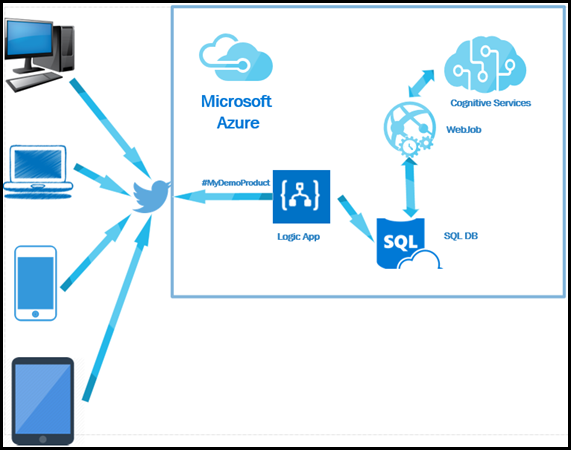 Microsoft
Azure
Cognitive Services
WebJob
#MyDemoProduct
Logic App
SQL
SQL DB